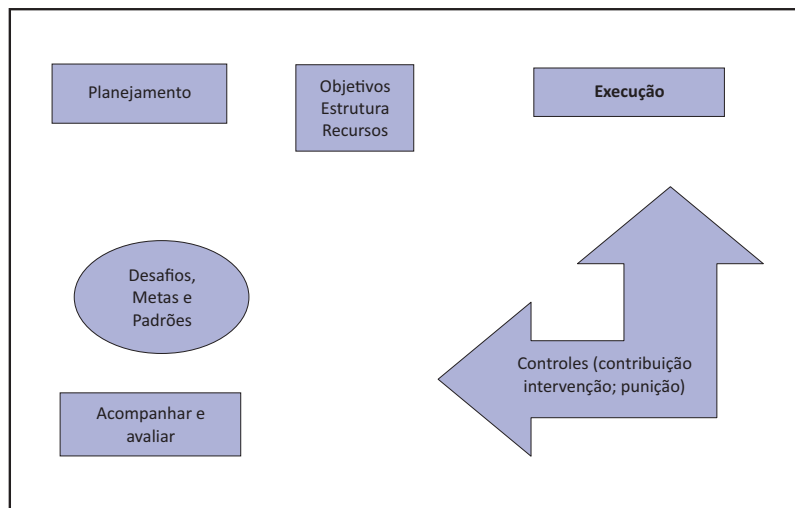 Planejamento
Objetivos
Estrutura
Recursos
Execução
Desafios,
Metas e
Padrões
Controles (contribuição
intervenção; punição)
Acompanhar e
avaliar